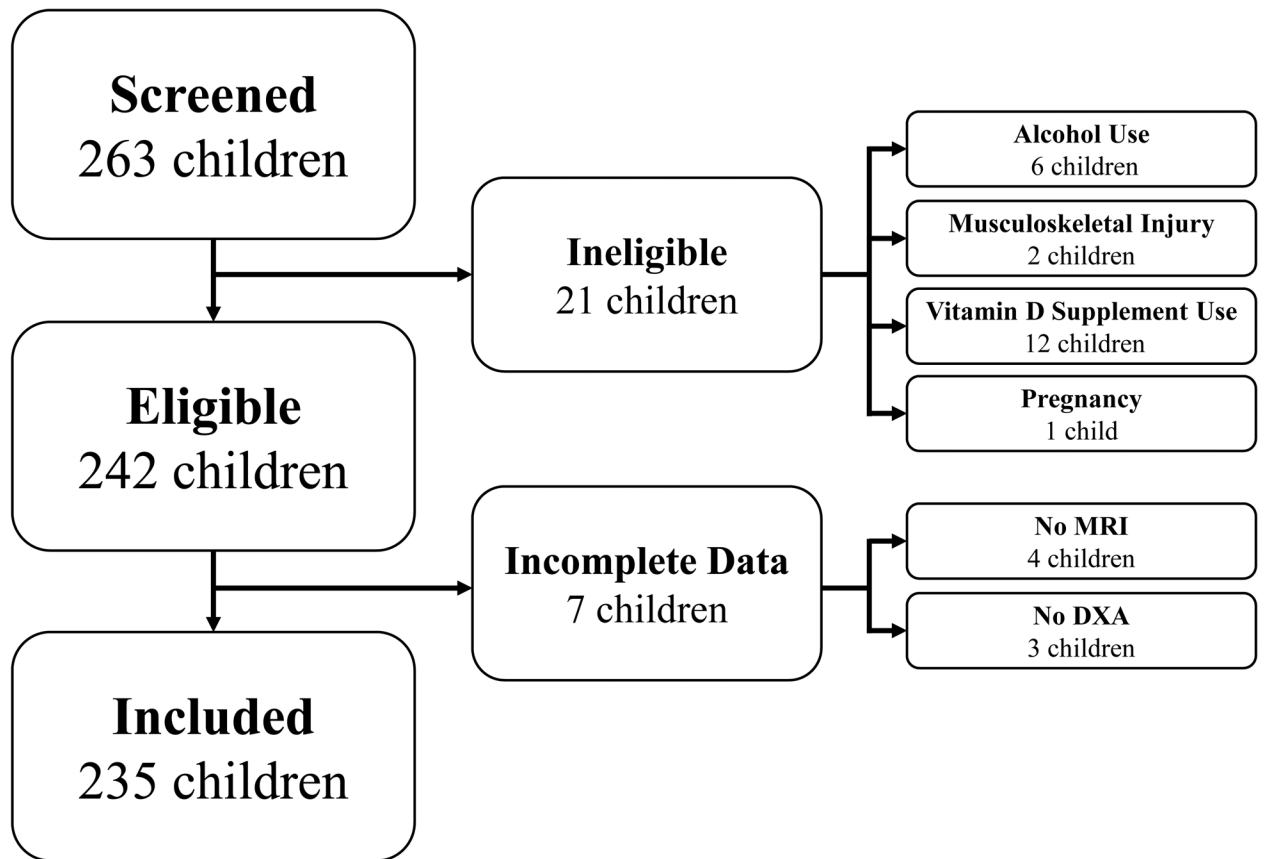 Screened
263 children
Ineligible
21 children
Alcohol Use
6 children
Musculoskeletal Injury
2 children
Vitamin D Supplement Use
12 children
Pregnancy
1 child
Eligible
242 children
Incomplete Data
7 children
No MRI
4 children
No DXA
3 children
Included
235 children